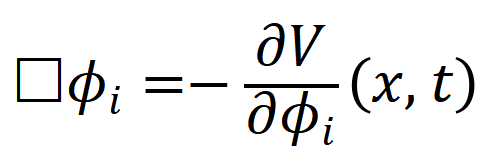 □ϕᵢ = − ∂V/∂ϕᵢ (x, t)